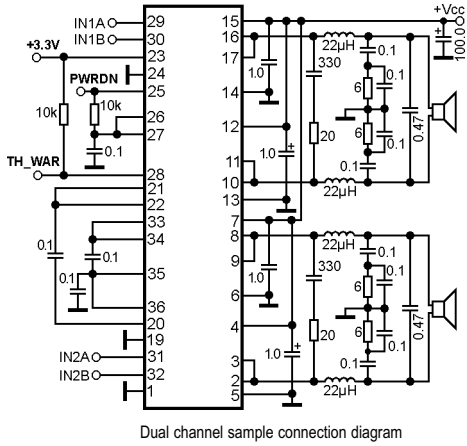 IN1A 29 15 +Vcc
IN1B 30 16 22µH 100.0
+3.3V 23 17 0.1
24 1.0 330 6 0.1
PWRDN 25 14
10k 10k 26 12 0.47
27 20 6 0.1
0.1 1.0 0.1
TH_WAR 28 11
21 10 22µH
22 13
33 7 22µH
0.1 34 8 0.1
0.1 9 330
0.1 35 1.0 6 0.1
36 6
20 4 0.47
19 20 6 0.1
IN2A 31 1.0 3 0.1
IN2B 32 2 22µH
1 5
Dual channel sample connection diagram